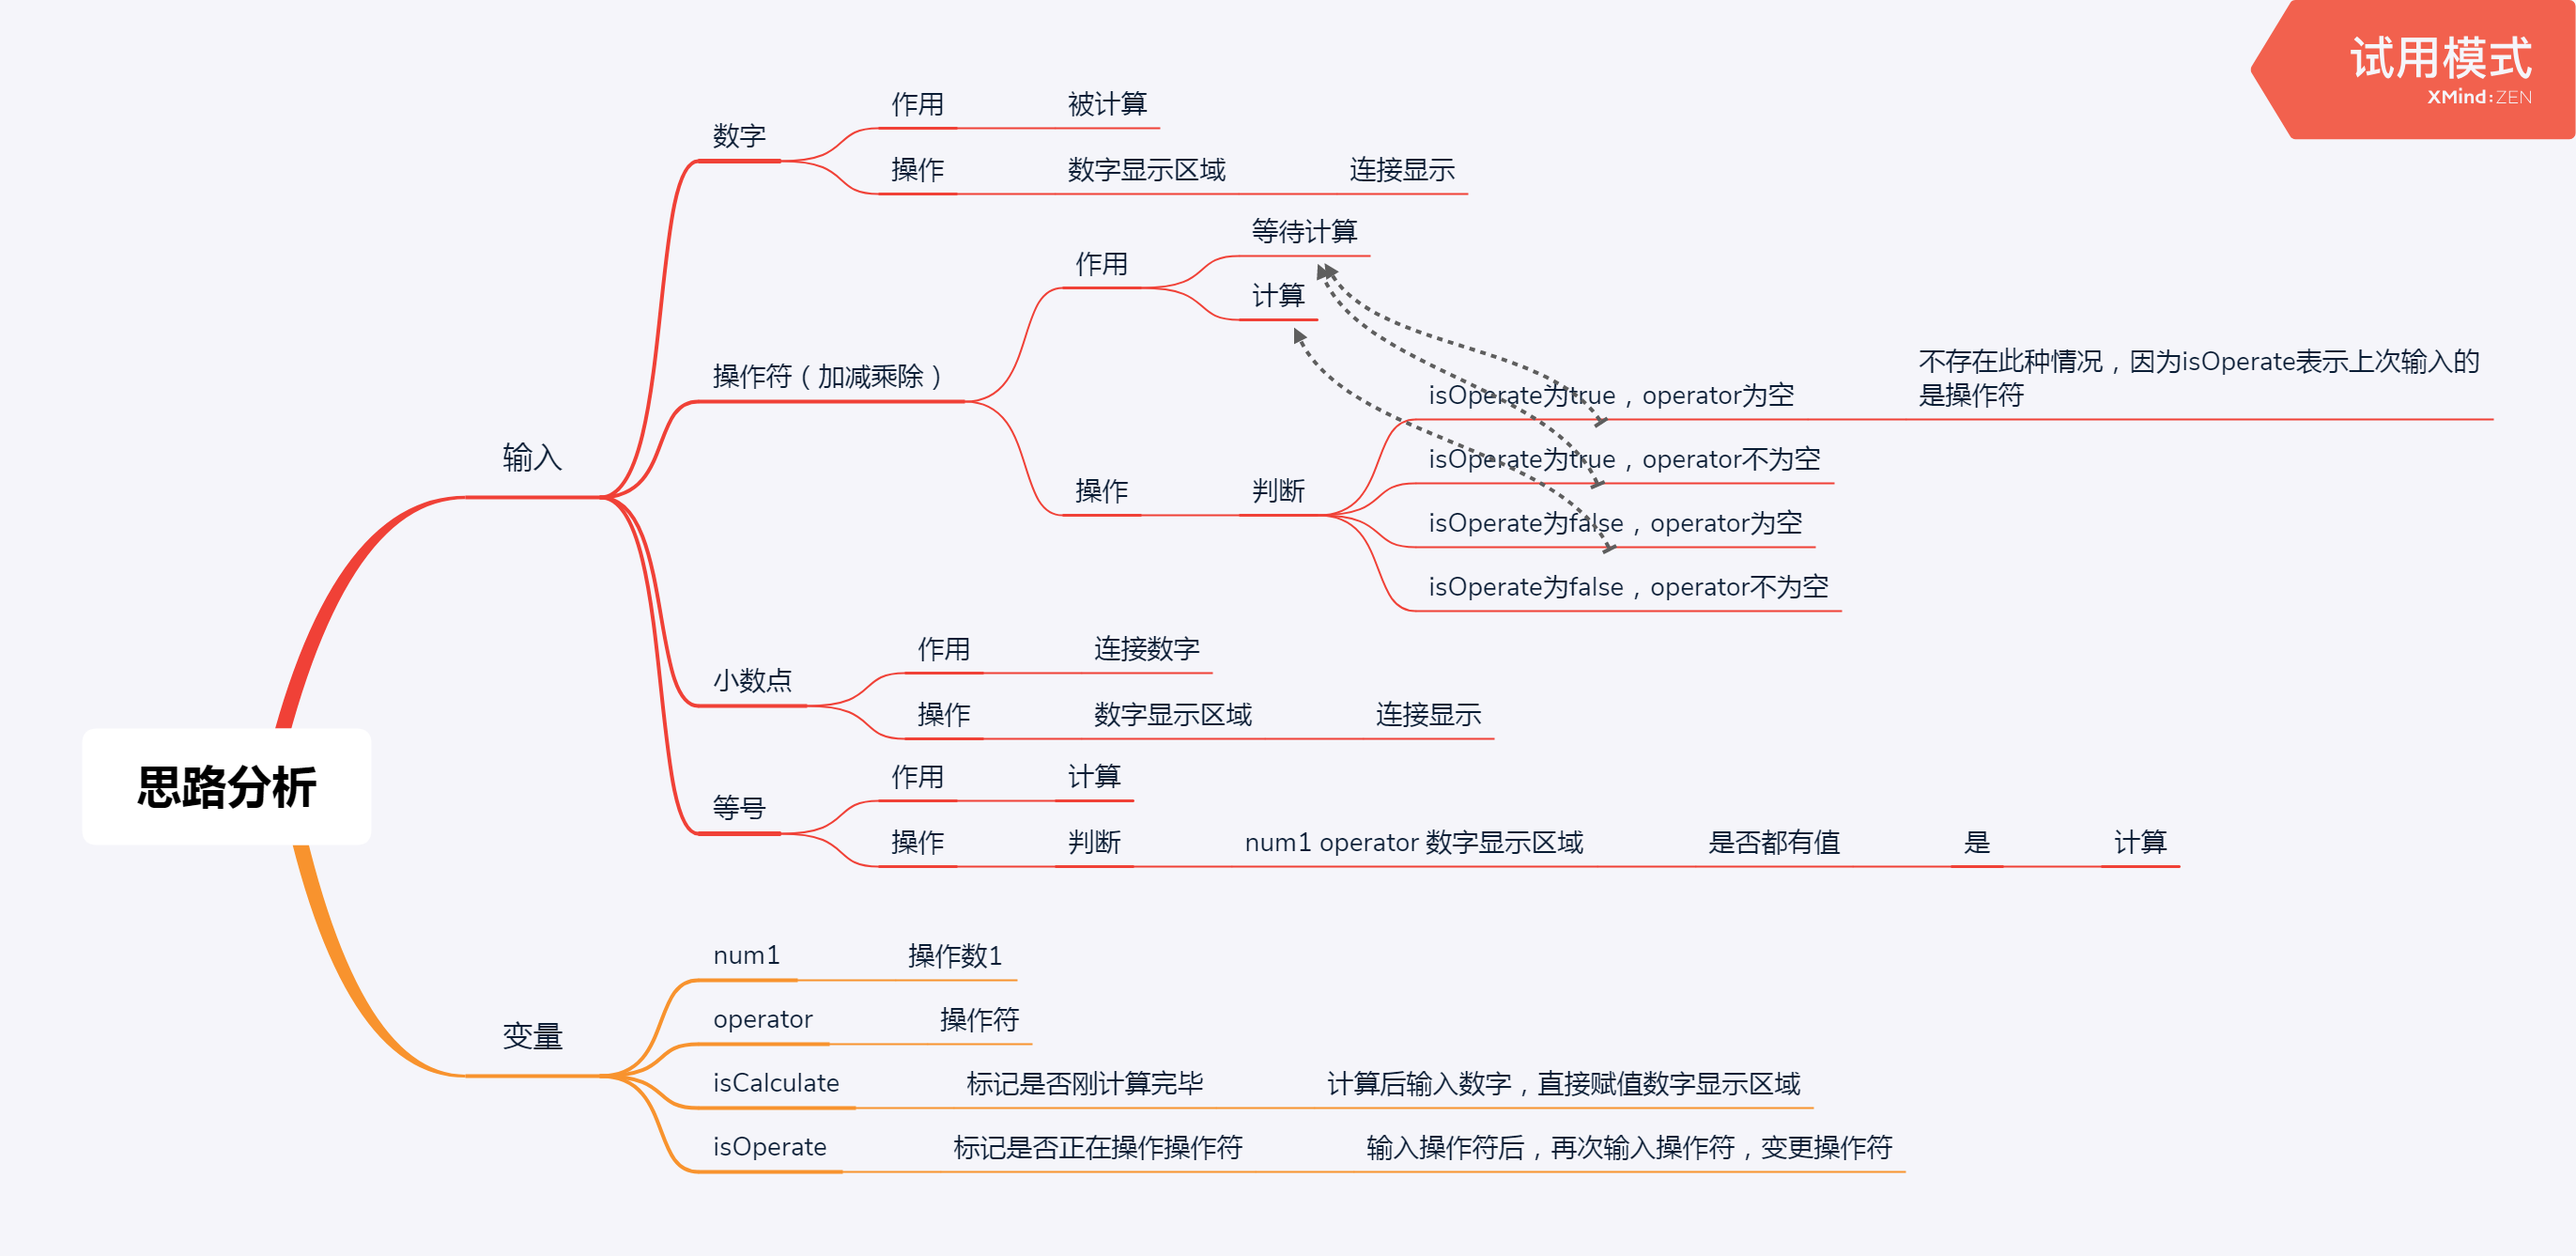 试用模式
XMind:ZEN
思路分析
输入
数字
作用
被计算
操作
数字显示区域
连接显示
操作符（加减乘除）
作用
等待计算
计算
操作
判断
isOperate为true，operator为空
不存在此种情况，因为isOperate表示上次输入的
是操作符
isOperate为true，operator不为空
isOperate为false，operator为空
isOperate为false，operator不为空
小数点
作用
连接数字
操作
数字显示区域
连接显示
等号
作用
计算
操作
判断
num1 operator 数字显示区域
是否都有值
是
计算
变量
num1
操作数1
operator
操作符
isCalculate
标记是否刚计算完毕
计算后输入数字，直接赋值数字显示区域
isOperate
标记是否正在操作操作符
输入操作符后，再次输入操作符，变更操作符